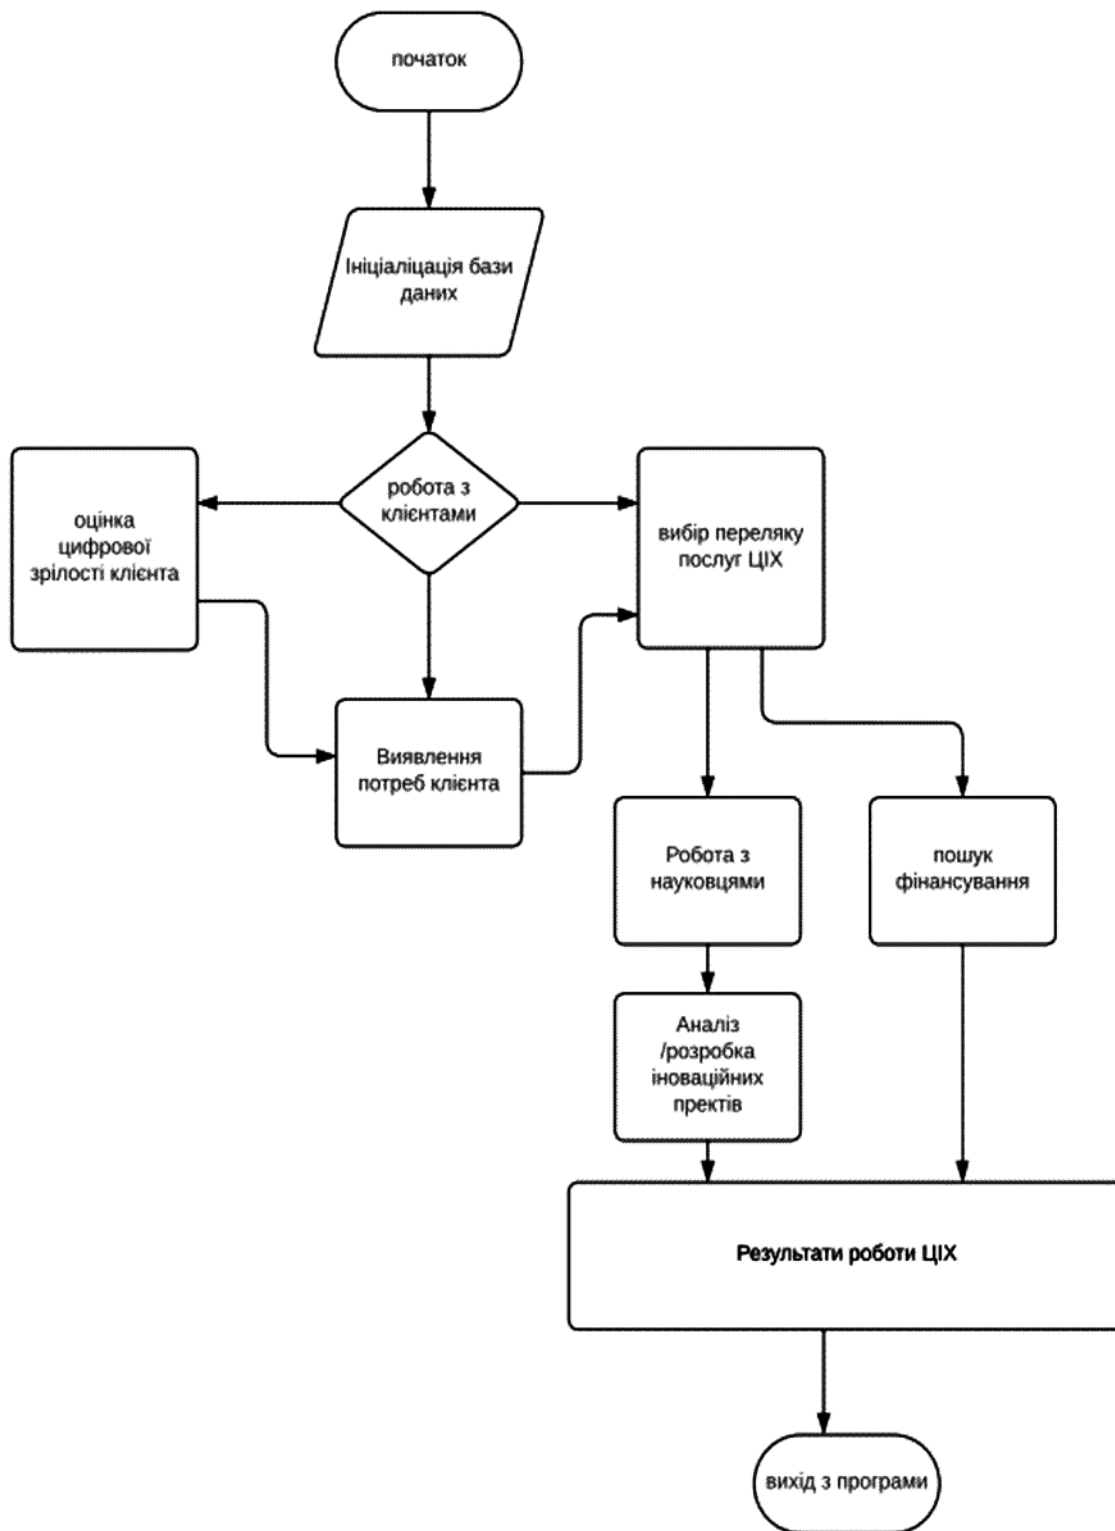 початок
Ініціаліцація бази
даних
робота з
клієнтами
оцінка
цифрової
зрілості клієнта
вибір переляку
послуг ЦІХ
Виявлення
потреб клієнта
Робота з
науковцями
пошук
фінансування
Аналіз
/розробка
іноваційних
пректів
Результати роботи ЦІХ
вихід з програми